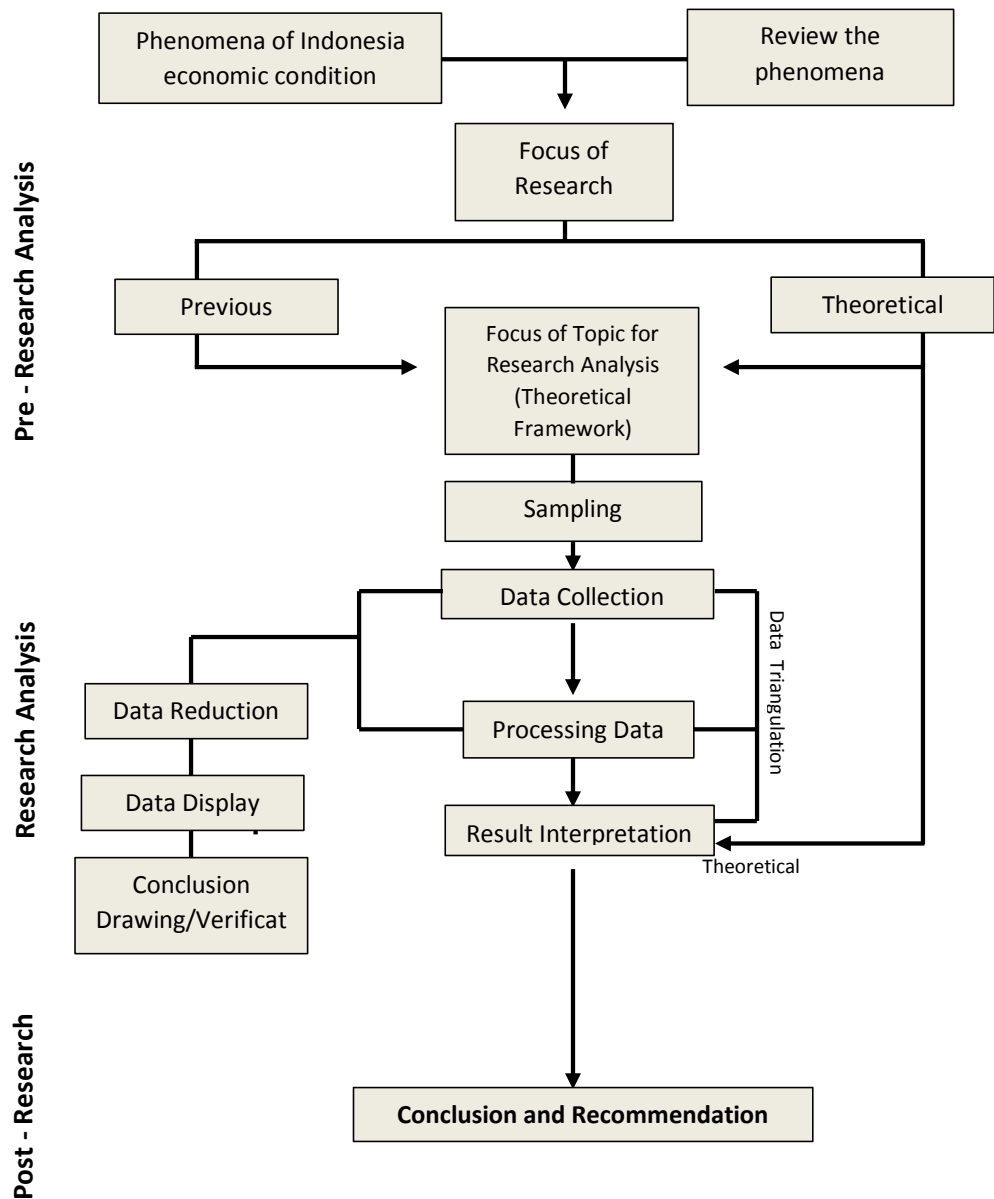 Phenomena of Indonesia
economic condition
Review the
phenomena
Focus of
Research
Pre - Research Analysis
Previous
Theoretical
Focus of Topic for
Research Analysis
(Theoretical
Framework)
Sampling
Data Collection
Data Triangulation
Research Analysis
Data Reduction
Processing Data
Data Display
Result Interpretation
Theoretical
Conclusion
Drawing/Verificat
Post - Research
Conclusion and Recommendation